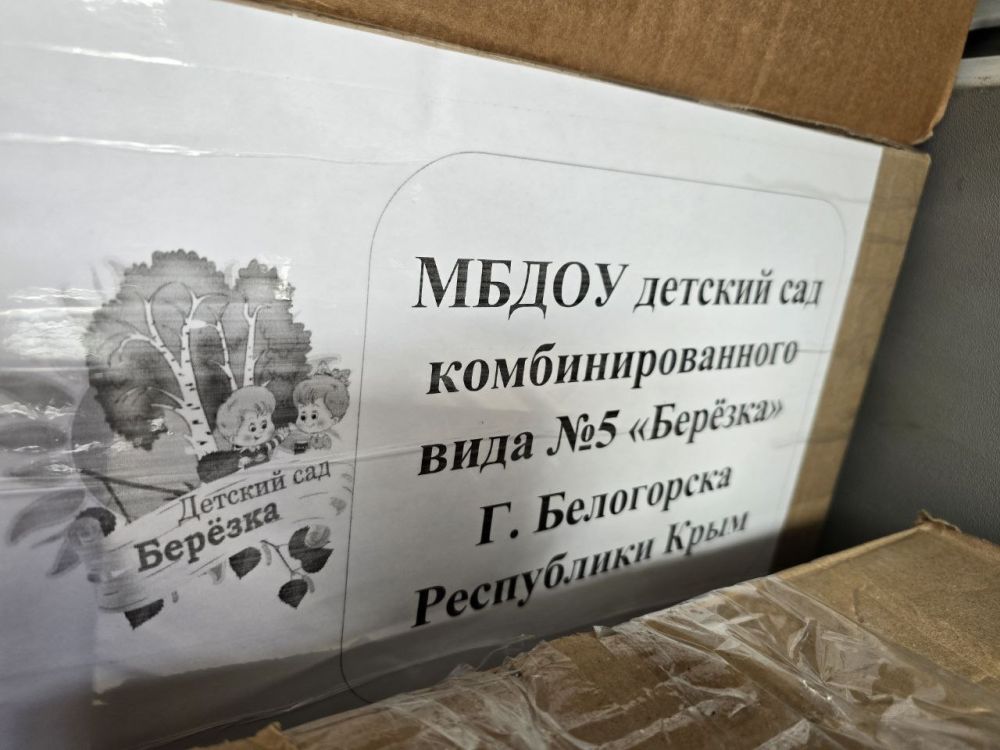 Детский сад
Берёзка
МБДОУ детский сад
комбинированного
вида №5 «Берёзка»
Г. Белогорска
Республики Крым